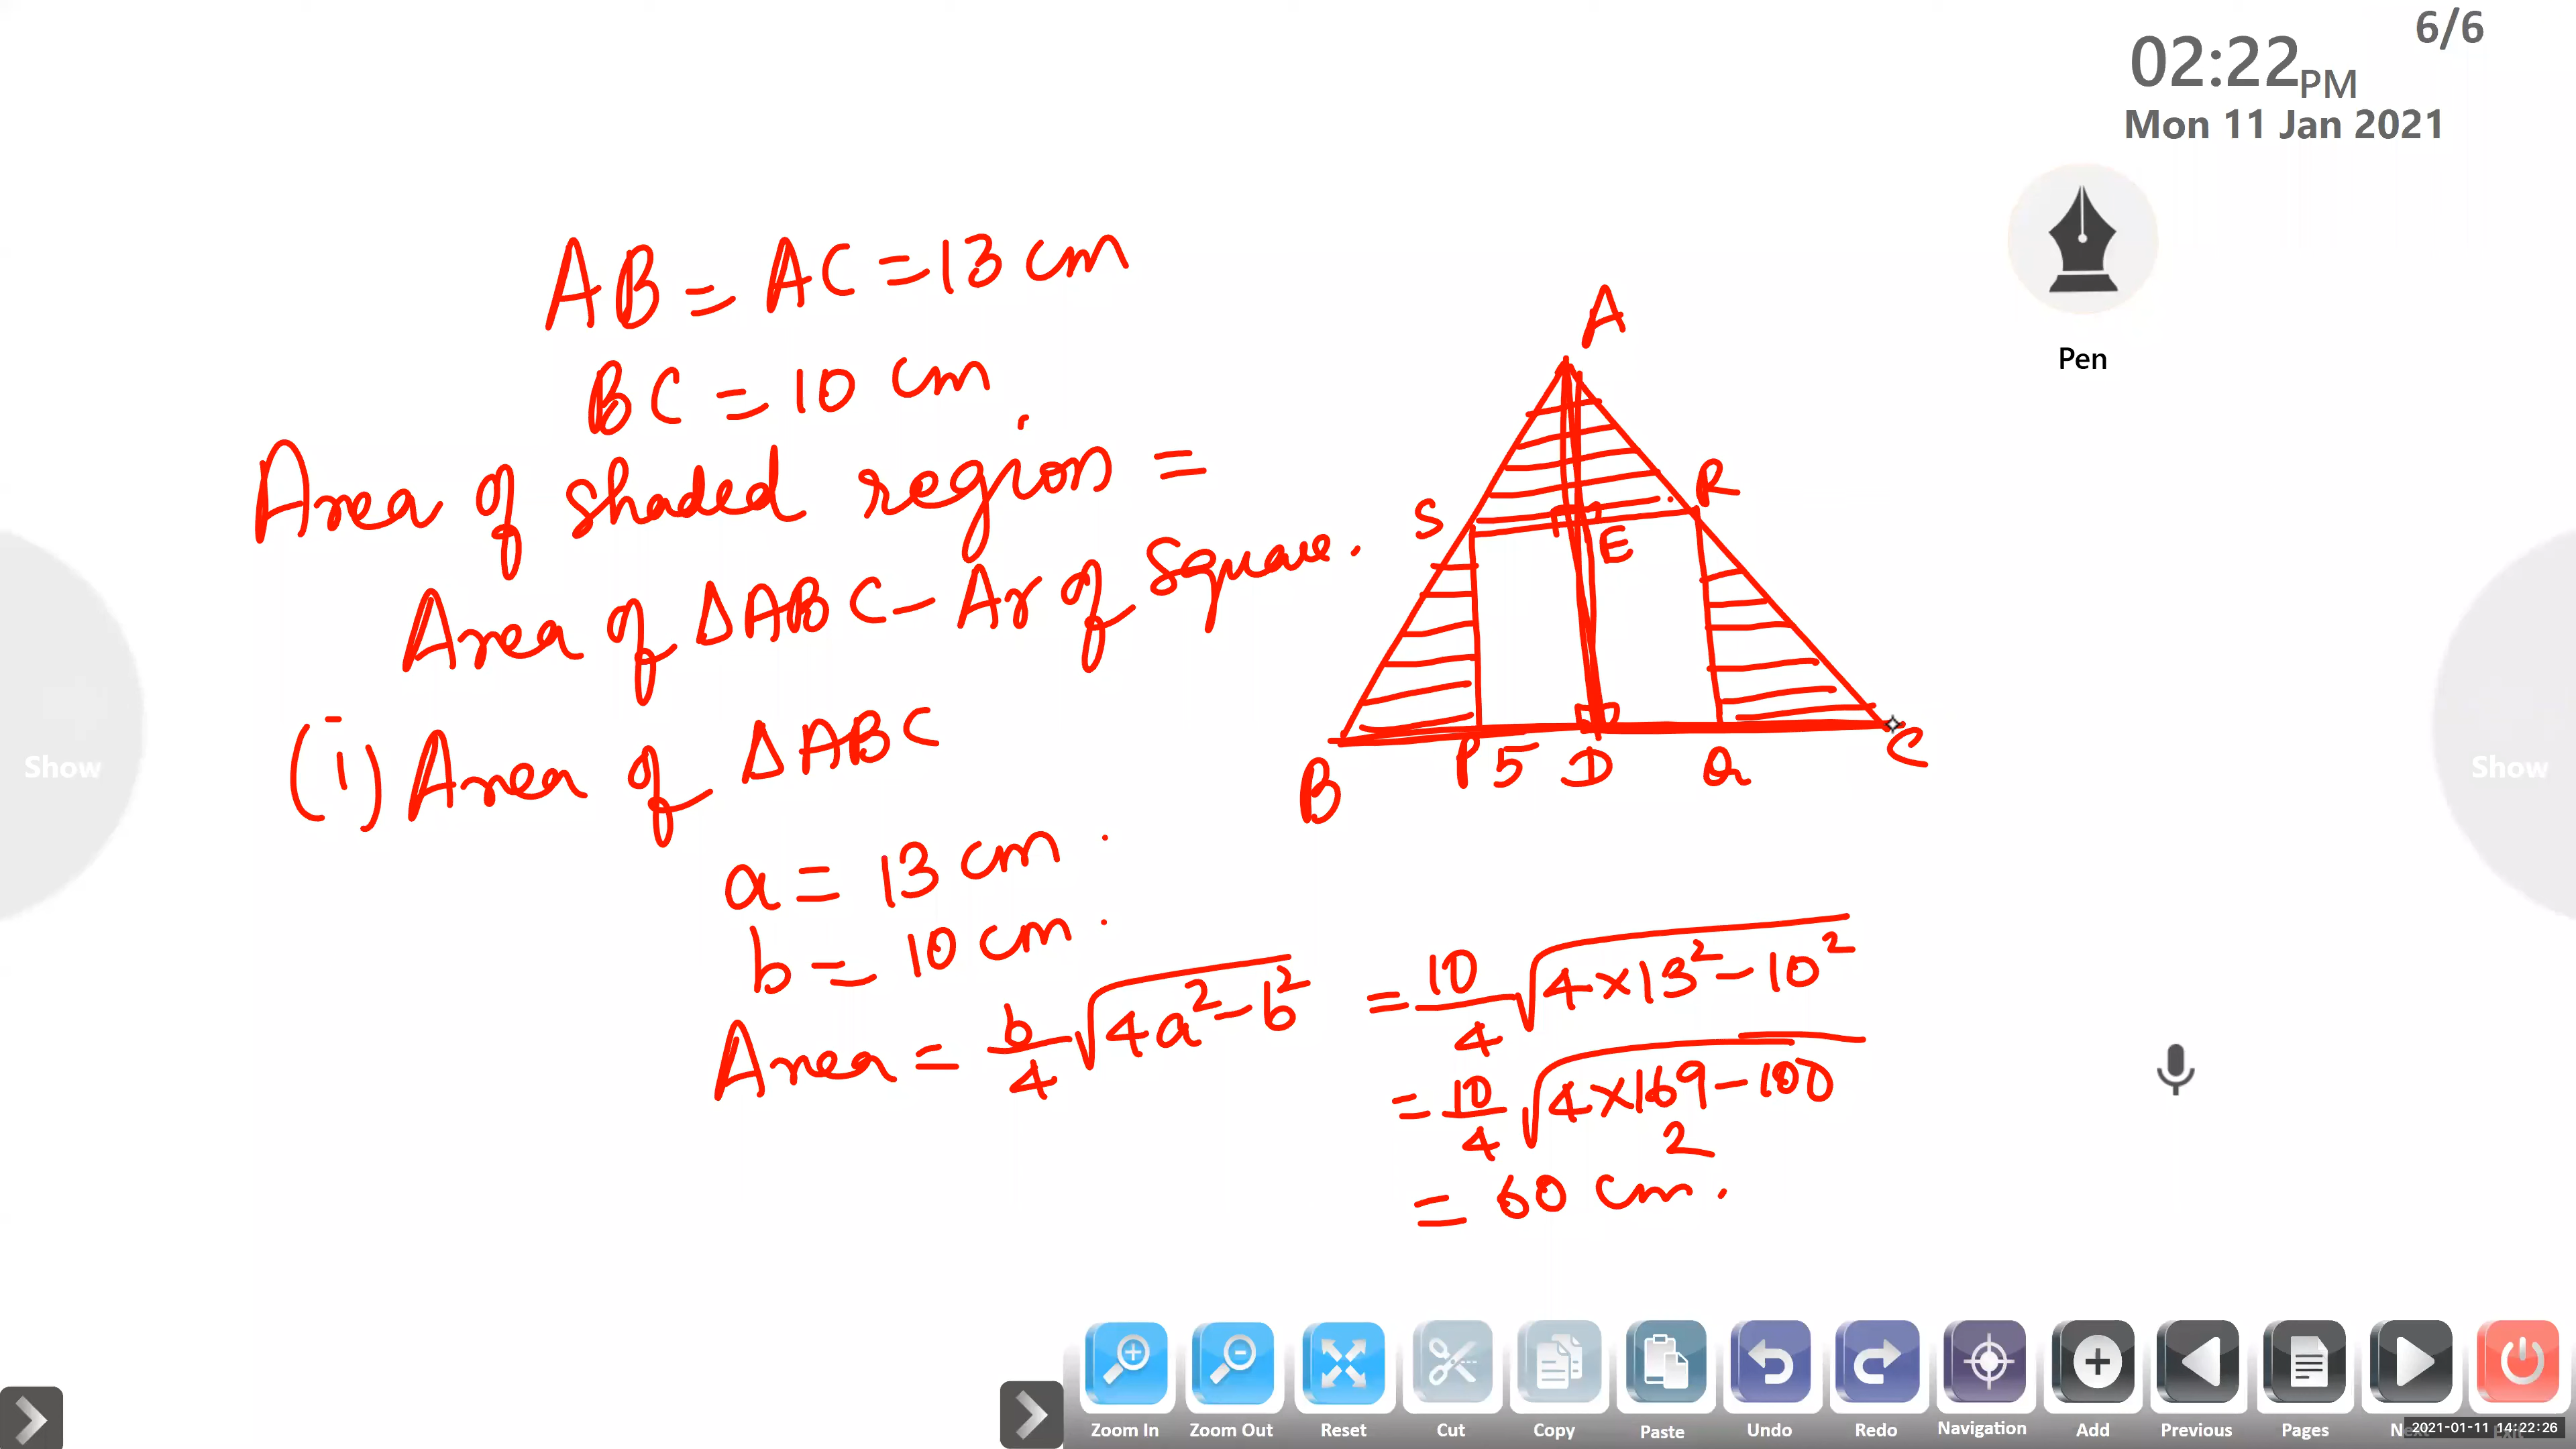 6/6
02:22PM
Mon 11 Jan 2021
Pen
AB = AC = 13 cm
BC = 10 cm
Area of shaded region =
Area of ΔABC - Ar of square.
(i) Area of ΔABC
a = 13 cm.
b = 10 cm.
Area = b/4 √(4a² - b²)
= 10/4 √(4×13² - 10²)
= 10/4 √(4×169 - 100)
= 60 cm².
A
S
R
E
B
P
5
D
Q
C
Show
Show
Zoom In
Zoom Out
Reset
Cut
Copy
Paste
Undo
Redo
Navigation
Add
Previous
Pages
2021-01-11 14:22:26